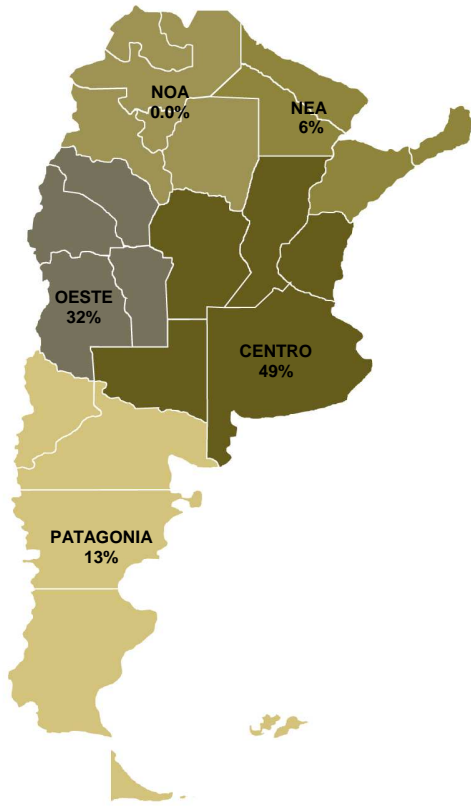 NOA
0.0%
NEA
6%
OESTE
32%
CENTRO
49%
PATAGONIA
13%